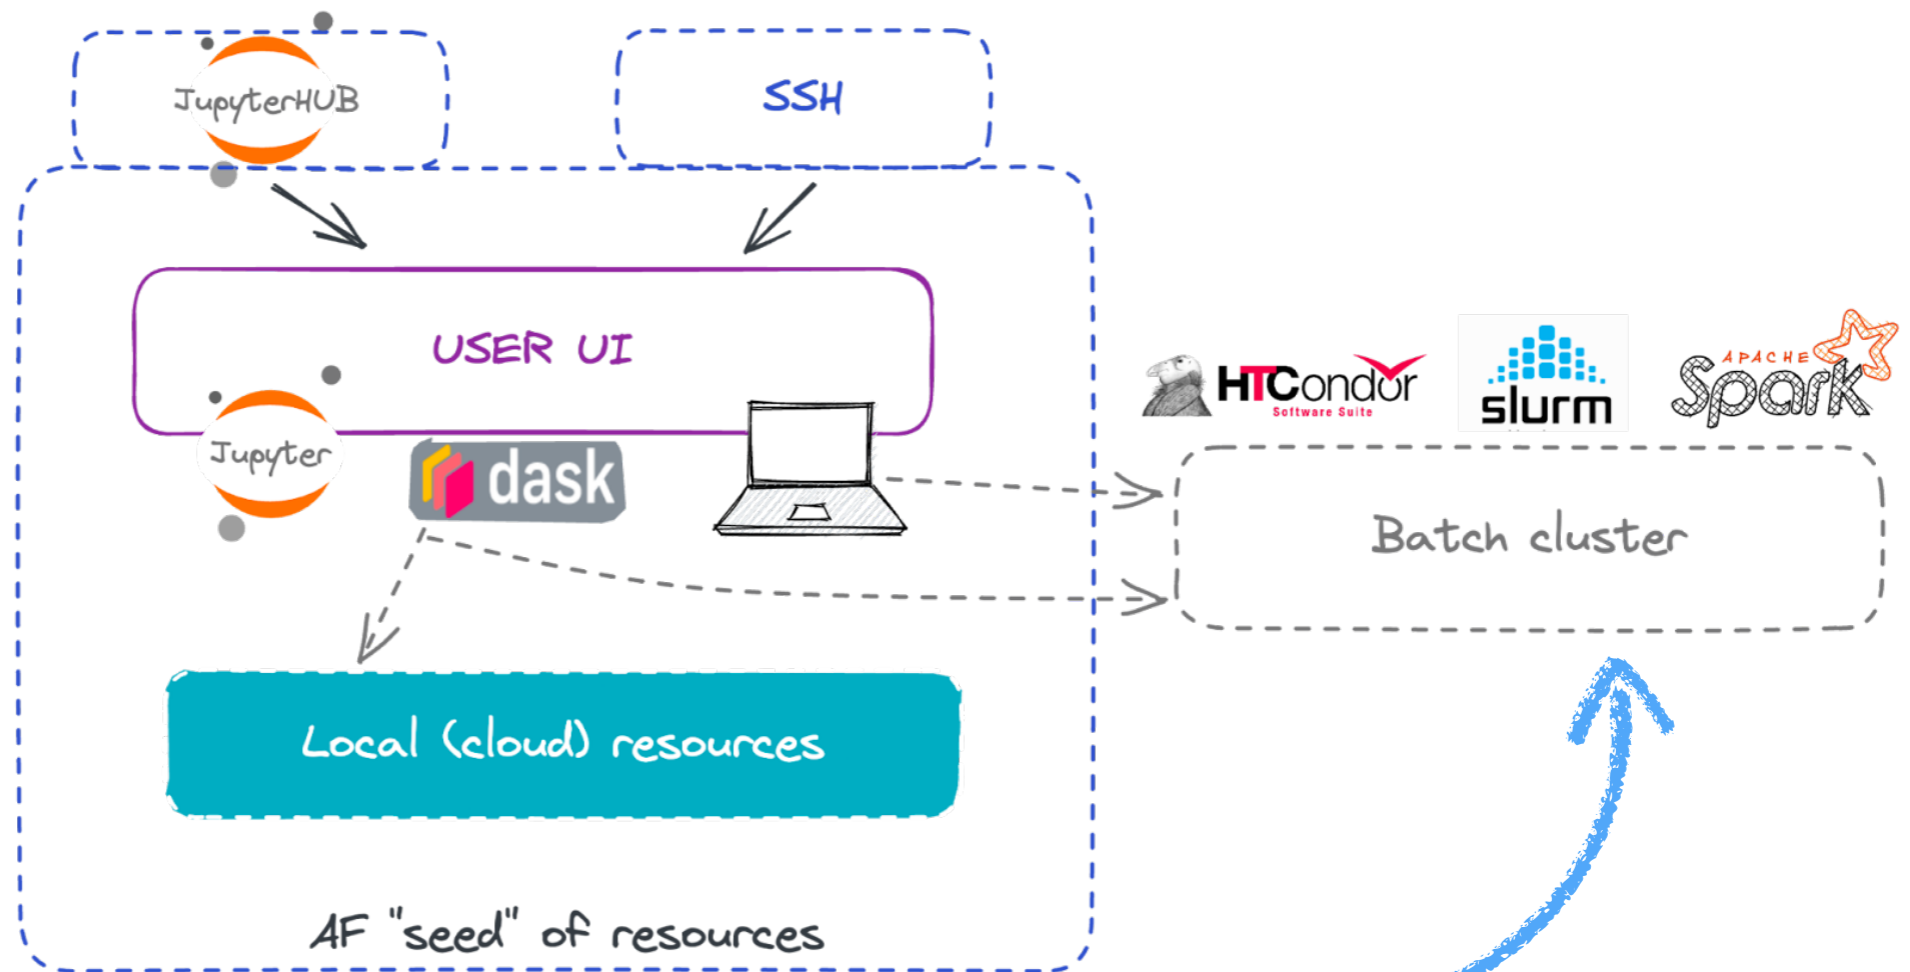 JupyterHUB
SSH
USER UI
Jupyter
dask
HTCondor
Software Suite
slurm
APACHE
Spark
Batch cluster
Local (cloud) resources
AF "seed" of resources